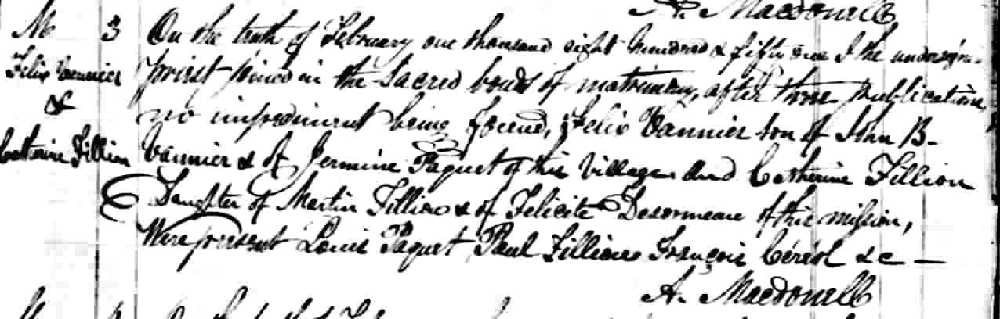 A. Macdonell
M 3 On the tenth of February one thousand eight hundred & fifty one I the undersign-
Felix Vannier priest joined in the Sacred bonds of matrimony, after three publications
& no impediment being found, Felix Vannier son of John B-
Catherine Fillion Vannier & of Jermine Paquet of this Village and Catherine Fillion
Daughter of Martin Fillion & of Felicite Desormeau of this mission,
Were present Louis Paquet Paul Fillion François &c —
A. Macdonell